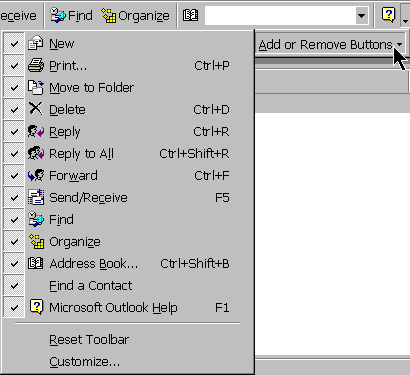 eceive Find Organize
Add or Remove Buttons
New
Print... Ctrl+P
Move to Folder
Delete Ctrl+D
Reply Ctrl+R
Reply to All Ctrl+Shift+R
Forward Ctrl+F
Send/Receive F5
Find
Organize
Address Book... Ctrl+Shift+B
Find a Contact
Microsoft Outlook Help F1
Reset Toolbar
Customize...